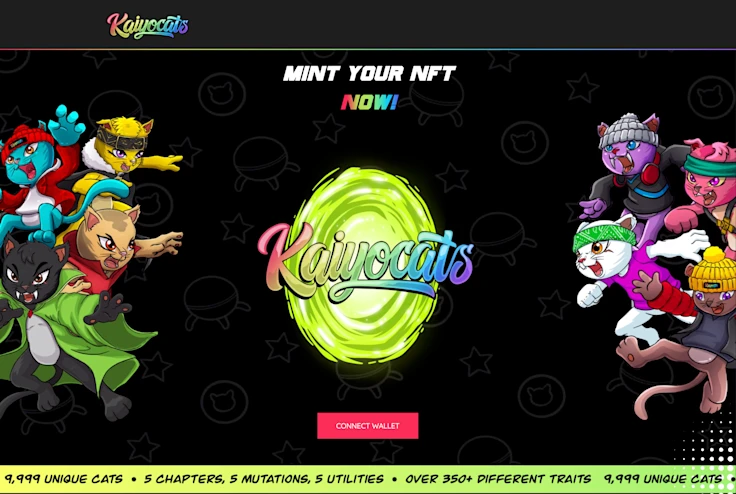 Kaiyocats
MINT YOUR NFT
NOW!
Kaiyocats
CONNECT WALLET
9,999 UNIQUE CATS • 5 CHAPTERS, 5 MUTATIONS, 5 UTILITIES • OVER 350+ DIFFERENT TRAITS 9,999 UNIQUE CATS •